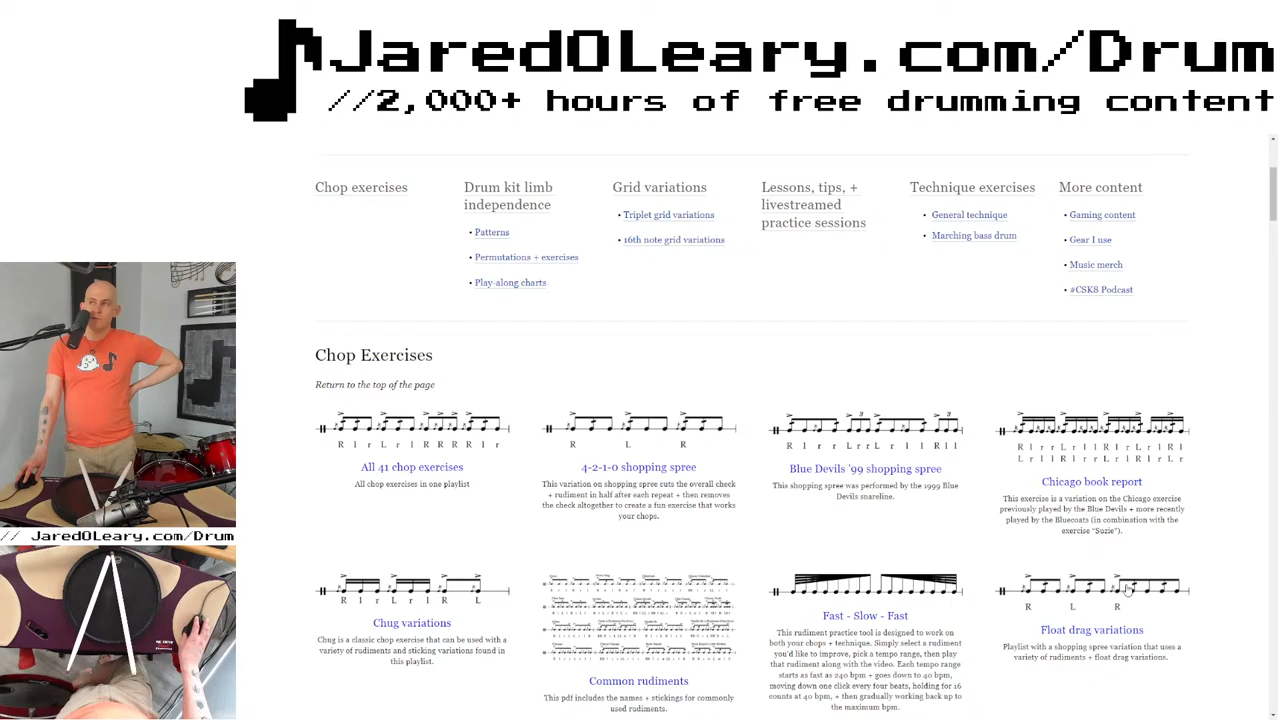 JaredOLeary.com/Drum
//2,000+ hours of free drumming content
Chop exercises
Drum kit limb
independence
• Patterns
• Permutations + exercises
• Play-along charts
Grid variations
• Triplet grid variations
• 16th note grid variations
Lessons, tips, +
livestreamed
practice sessions
Technique exercises
• General technique
• Marching bass drum
More content
• Gaming content
• Gear I use
• Music merch
• #CSK8 Podcast
Chop Exercises
Return to the top of the page
R l r L r l R R R R l r
All 41 chop exercises
All chop exercises in one playlist
R L R
4-2-1-0 shopping spree
This variation on shopping spree cuts the overall check
+ rudiment in half after each repeat + then removes
the check altogether to create a fun exercise that works
your chops.
3 3
R l r r L r r L r l l R l l
Blue Devils '99 shopping spree
This shopping spree was performed by the 1999 Blue
Devils snareline.
R l r r L r r L r l l R l r r L r R l
L r l l R l l R l r r L r l l R l L r
Chicago book report
This exercise is a variation on the Chicago exercise
previously played by the Blue Devils + more recently
played by the Bluecoats (in combination with the
exercise "Suzie").
// JaredOLeary.com/Drum
R l r L r l R L
Chug variations
Chug is a classic chop exercise that can be used with a
variety of rudiments and sticking variations found in
this playlist.
Common rudiments
This pdf includes the names + stickings for commonly
used rudiments.
Fast - Slow - Fast
This rudiment practice tool is designed to work on
both your chops + technique. Simply select a rudiment
you'd like to improve, pick a tempo range, then play
that rudiment along with the video. Each tempo range
starts as fast as 240 bpm + goes down to 40 bpm,
moving down one click every four beats, holding for 16
counts at 40 bpm, + then gradually working back up to
the maximum bpm.
R L R
Float drag variations
Playlist with a shopping spree variation that uses a
variety of rudiments + float drag variations.